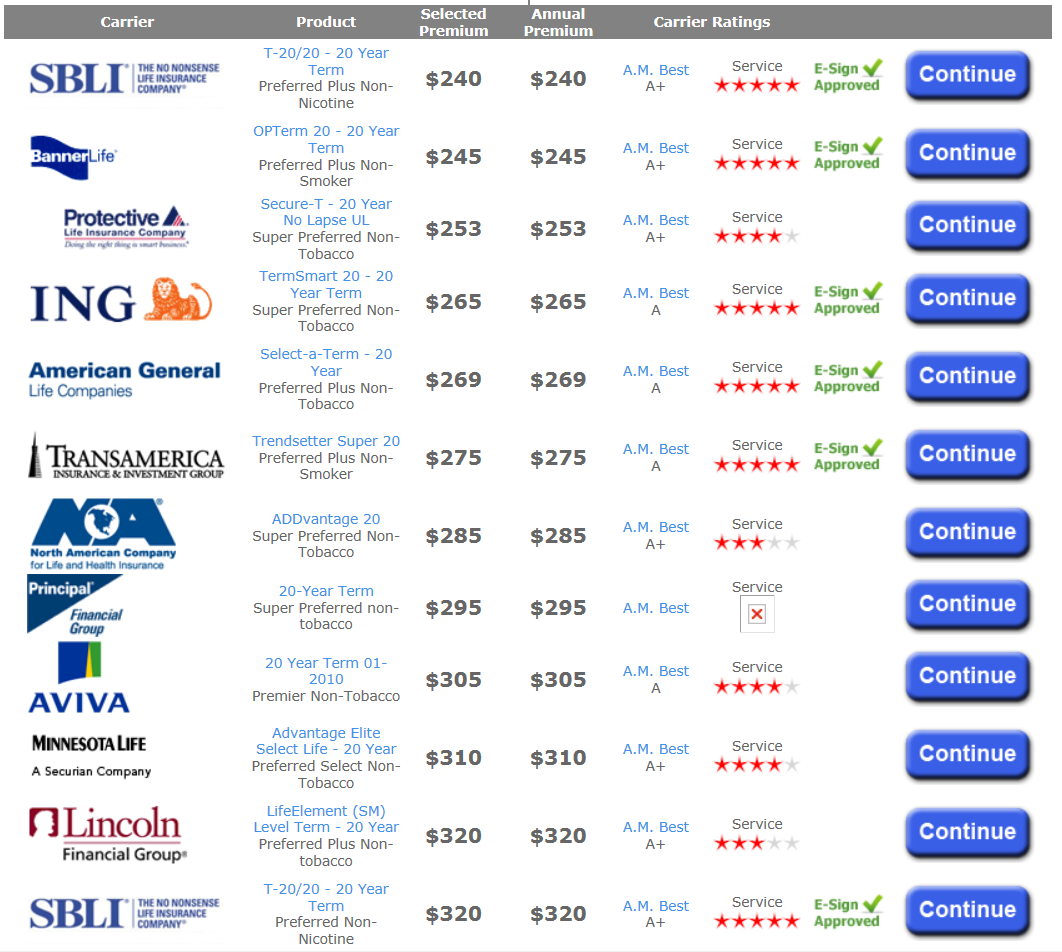 Carrier Product Selected Premium Annual Premium Carrier Ratings
SBLI® THE NO NONSENSE
LIFE INSURANCE
COMPANY®
T-20/20 - 20 Year
Term
Preferred Plus Non-
Nicotine
$240 $240
A.M. Best
A+
Service
E-Sign
Approved
Continue
BannerLife®
OPTerm 20 - 20 Year
Term
Preferred Plus Non-
Smoker
$245 $245
A.M. Best
A+
Service
E-Sign
Approved
Continue
Protective
Life Insurance Company
Doing the right thing is smart business.®
Secure-T - 20 Year
No Lapse UL
Super Preferred Non-
Tobacco
$253 $253
A.M. Best
A+
Service
Continue
ING
TermSmart 20 - 20
Year Term
Super Preferred Non-
Tobacco
$265 $265
A.M. Best
A
Service
E-Sign
Approved
Continue
American General
Life Companies
Select-a-Term - 20
Year
Preferred Plus Non-
Tobacco
$269 $269
A.M. Best
A
Service
E-Sign
Approved
Continue
TRANSAMERICA
INSURANCE & INVESTMENT GROUP
Trendsetter Super 20
Preferred Plus Non-
Smoker
$275 $275
A.M. Best
A
Service
E-Sign
Approved
Continue
NACA®
North American Company
for Life and Health Insurance
ADDvantage 20
Super Preferred Non-
Tobacco
$285 $285
A.M. Best
A+
Service
Continue
Principal®
Financial
Group
20-Year Term
Super Preferred non-
tobacco
$295 $295
A.M. Best
Service
Continue
AVIVA
20 Year Term 01-
2010
Premier Non-Tobacco
$305 $305
A.M. Best
A
Service
Continue
MINNESOTA LIFE
A Securian Company
Advantage Elite
Select Life - 20 Year
Preferred Select Non-
Tobacco
$310 $310
A.M. Best
A+
Service
Continue
Lincoln
Financial Group®
LifeElement (SM)
Level Term - 20 Year
Preferred Plus Non-
tobacco
$320 $320
A.M. Best
A+
Service
Continue
SBLI® THE NO NONSENSE
LIFE INSURANCE
COMPANY®
T-20/20 - 20 Year
Term
Preferred Non-
Nicotine
$320 $320
A.M. Best
A+
Service
E-Sign
Approved
Continue